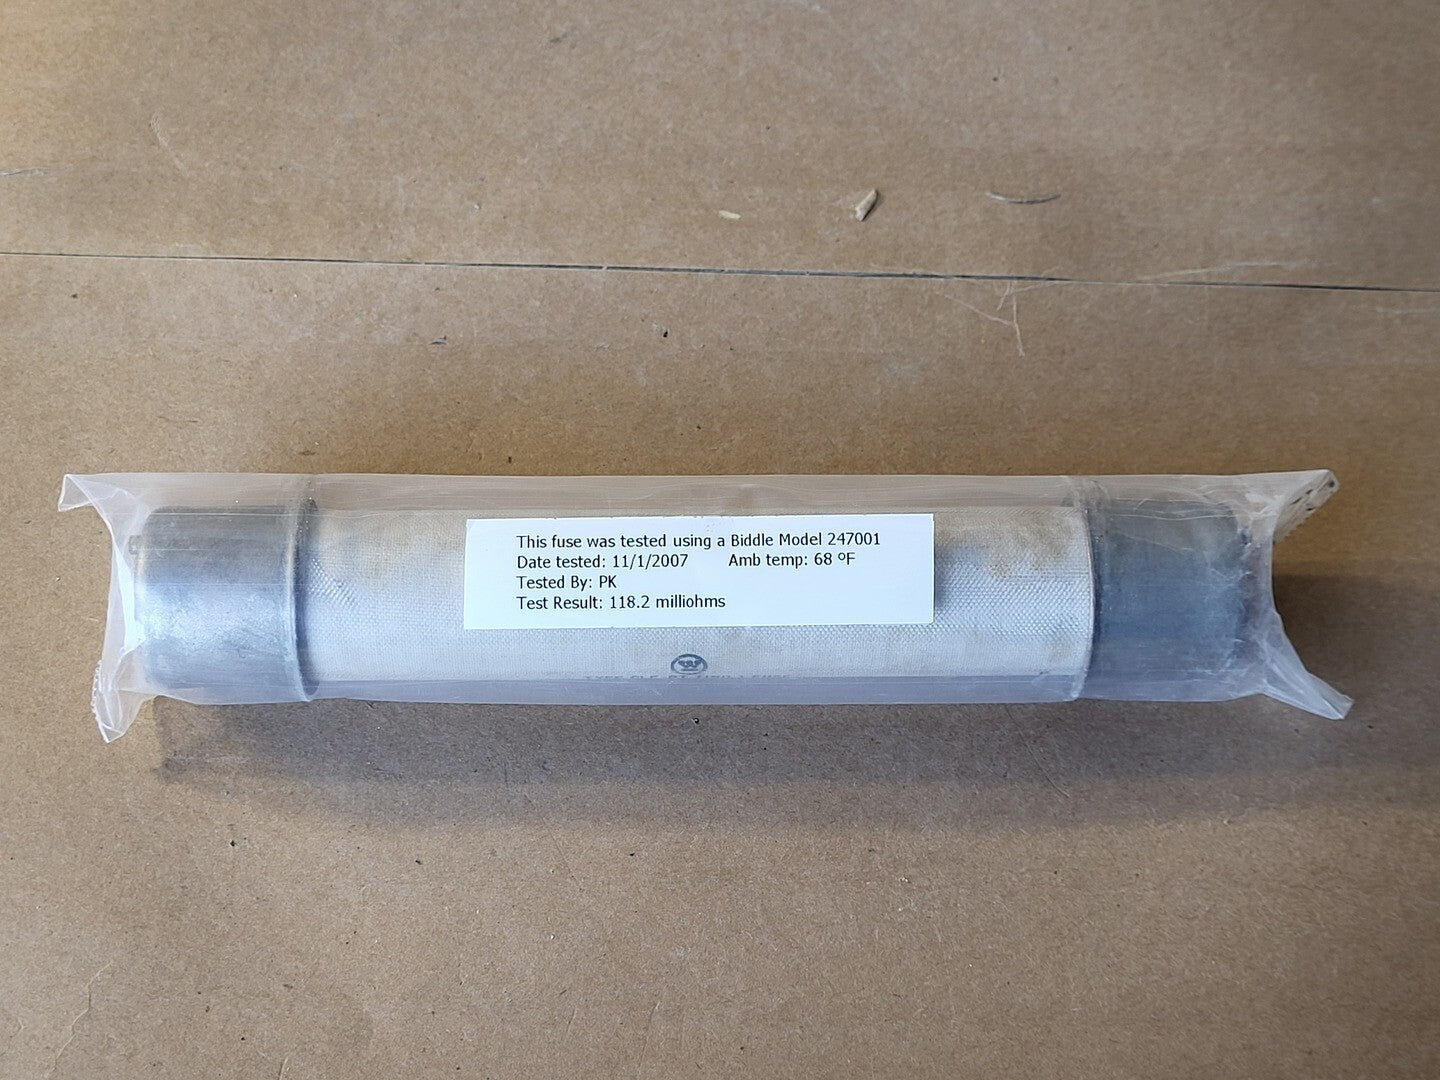 This fuse was tested using a Biddle Model 247001
Date tested: 11/1/2007 Amb temp: 68 ºF
Tested By: PK
Test Result: 118.2 milliohms